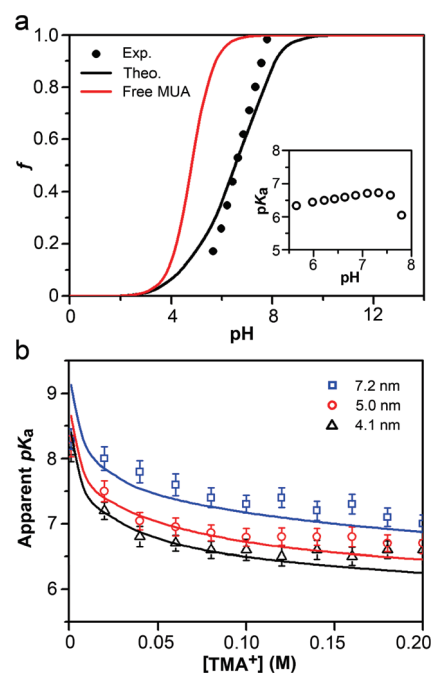 a
1.0
0.8
0.6
0.4
0.2
0
f
Exp.
Theo.
Free MUA
8
7
6
5
pKa
6 7 8
pH
0 4 8 12
pH
b
9
8
7
6
Apparent pKa
7.2 nm
5.0 nm
4.1 nm
0 0.05 0.10 0.15 0.20
[TMA+] (M)